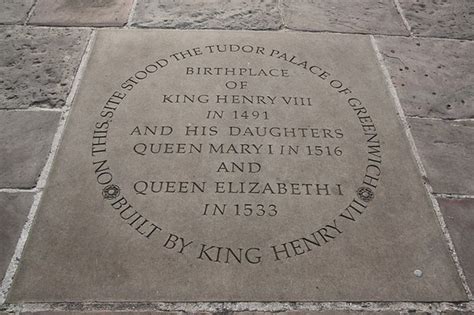 ON THIS SITE STOOD THE TUDOR PALACE OF GREENWICH
BIRTHPLACE
OF
KING HENRY VIII
IN 1491
AND HIS DAUGHTERS
QUEEN MARY I IN 1516
AND
QUEEN ELIZABETH I
IN 1533
BUILT BY KING HENRY VII